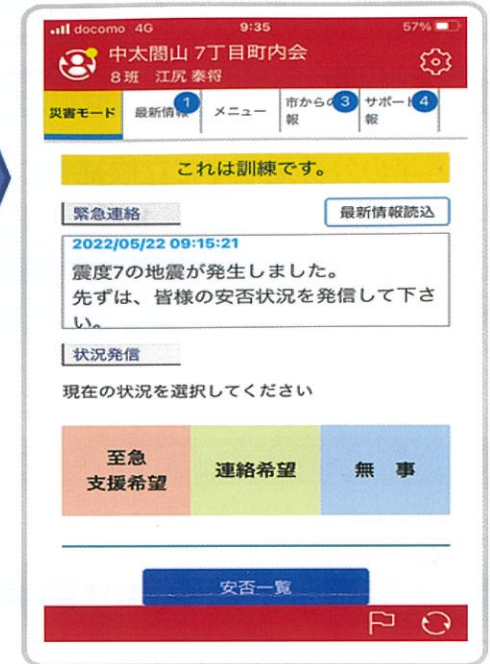 docomo 4G 9:35 57%
中太閤山 7丁目町内会
8班 江尻 泰将
災害モード 最新情報 1 メニュー 市からの 3 サポート 4
報 報
これは訓練です。
緊急連絡 最新情報読込
2022/05/22 09:15:21
震度7の地震が発生しました。
先ずは、皆様の安否状況を発信して下さ
い。
状況発信
現在の状況を選択してください
至急
支援希望 連絡希望 無 事
安否一覧